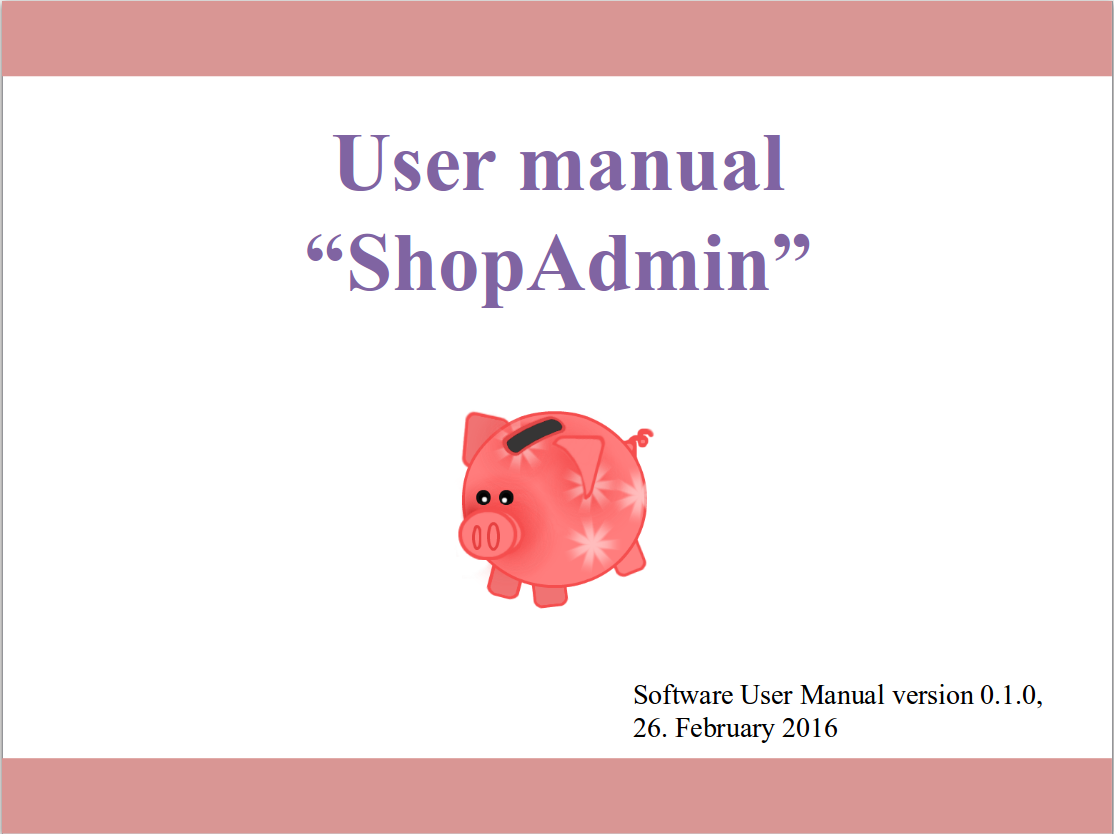 User manual
“ShopAdmin”
Software User Manual version 0.1.0,
26. February 2016